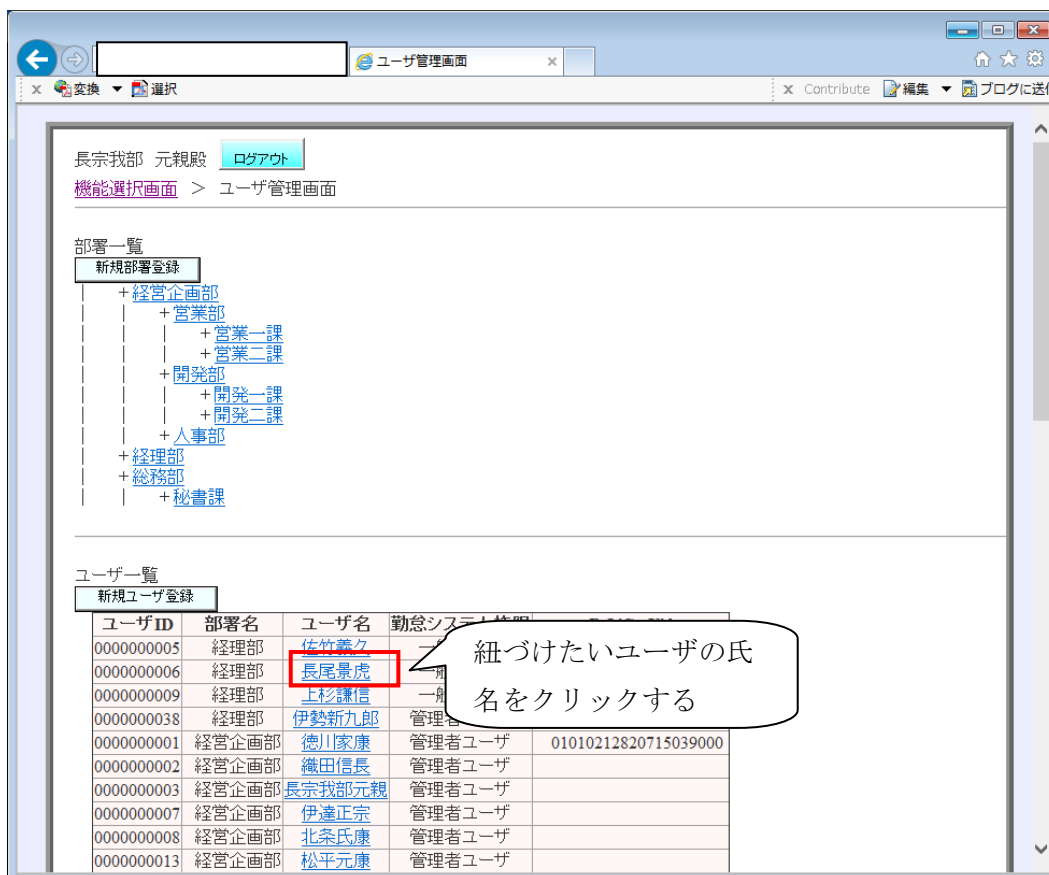 ユーザ管理画面 ×
x 変換 ▼ 選択 x Contribute 編集 ▼ ブログに送
長宗我部 元親殿 ログアウト
機能選択画面 ＞ ユーザ管理画面
部署一覧
新規部署登録
| +経営企画部
| | +営業部
| | | +営業一課
| | | +営業二課
| | +開発部
| | | +開発一課
| | | +開発二課
| | +人事部
| +経理部
| +総務部
| | +秘書課
ユーザ一覧
新規ユーザ登録
ユーザID 部署名 ユーザ名 勤怠システム
0000000005 経理部 佐竹義久 一
0000000006 経理部 長尾景虎 一般
0000000009 経理部 上杉謙信 一般
0000000038 経理部 伊勢新九郎 管理者
紐づけたいユーザの氏
名をクリックする
0000000001 経営企画部 徳川家康 管理者ユーザ 01010212820715039000
0000000002 経営企画部 織田信長 管理者ユーザ
0000000003 経営企画部 長宗我部元親 管理者ユーザ
0000000007 経営企画部 伊達正宗 管理者ユーザ
0000000008 経営企画部 北条氏康 管理者ユーザ
0000000013 経営企画部 松平元康 管理者ユーザ